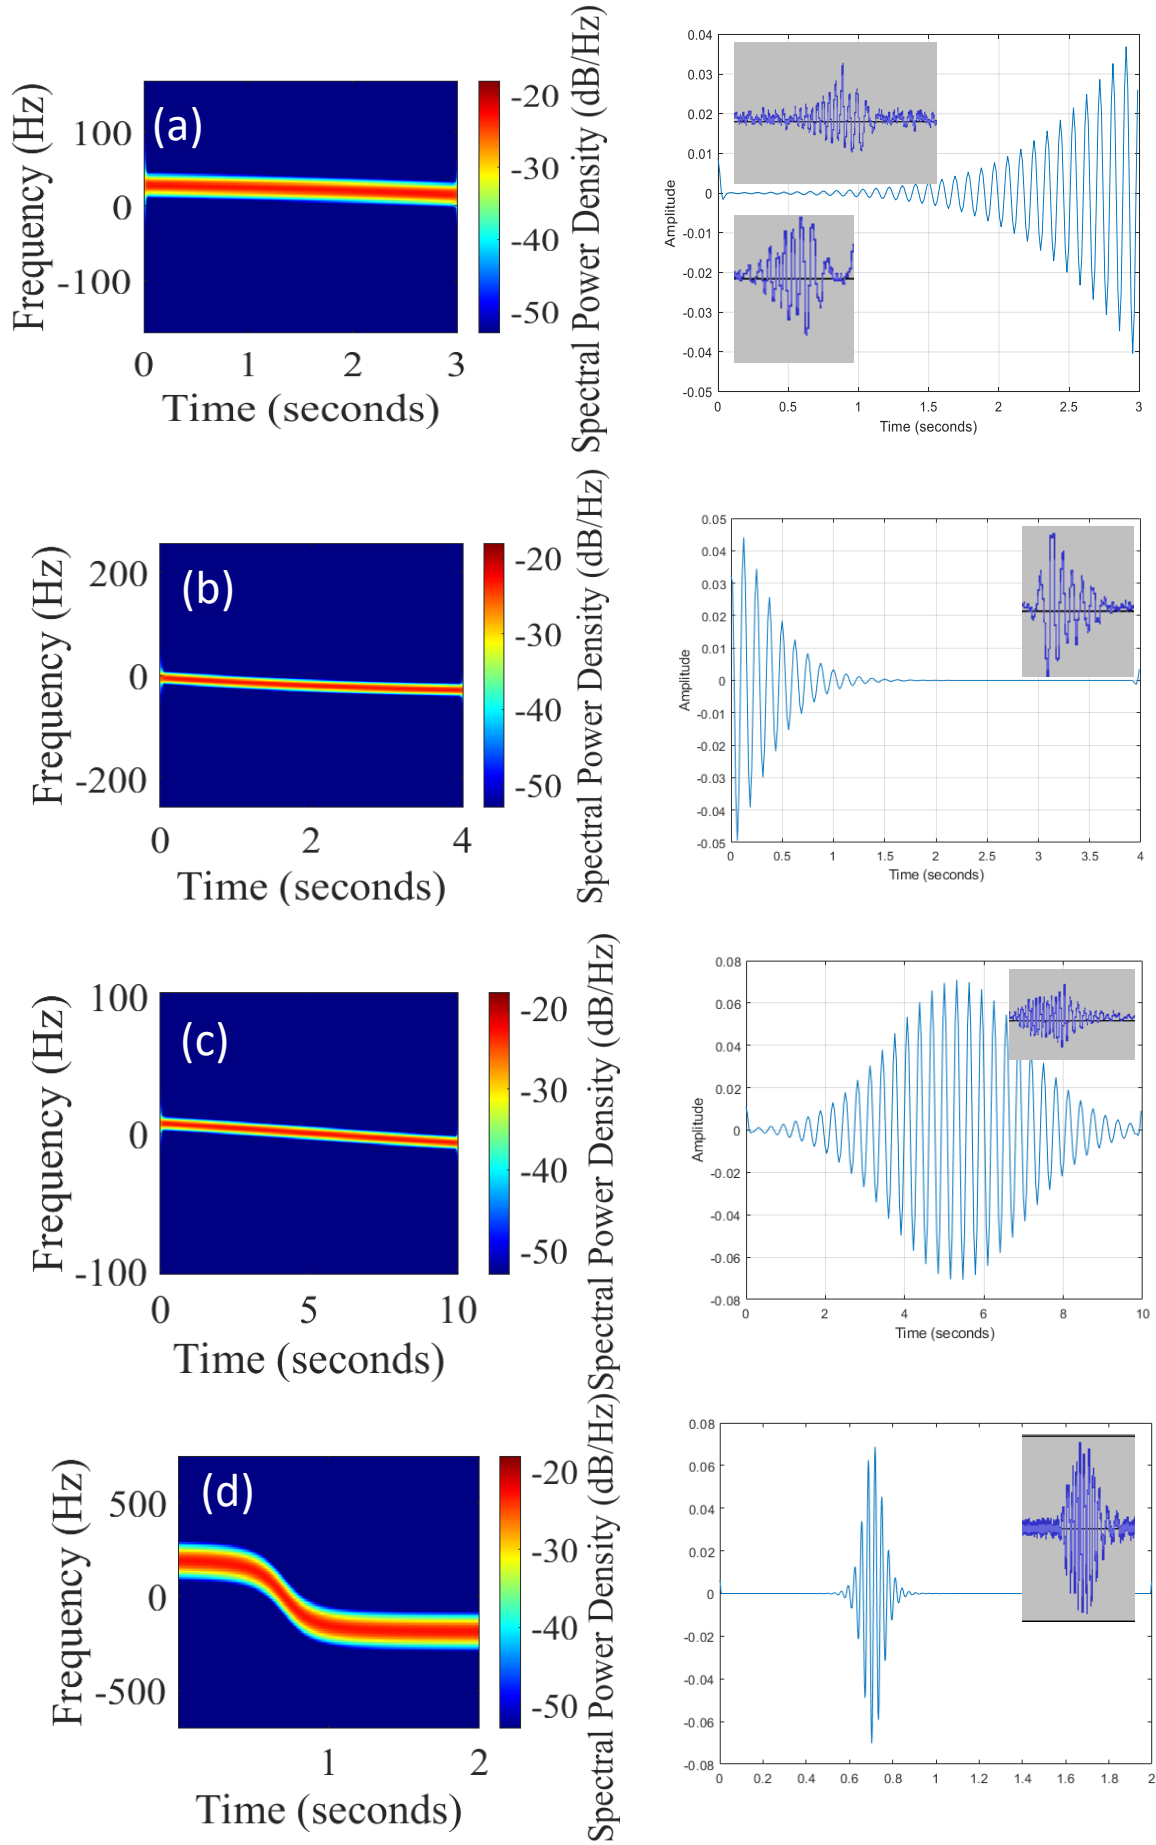 (a)
Frequency (Hz)
100
0
-100
0 1 2 3
Time (seconds)
-20
-30
-40
-50
Spectral Power Density (dB/Hz)
Amplitude
0.04
0.03
0.02
0.01
0
-0.01
-0.02
-0.03
-0.04
-0.05
0 0.5 1 1.5 2 2.5 3
Time (seconds)
(b)
Frequency (Hz)
200
0
-200
0 2 4
Time (seconds)
-20
-30
-40
-50
Spectral Power Density (dB/Hz)
Amplitude
0.05
0.04
0.03
0.02
0.01
0
-0.01
-0.02
-0.03
-0.04
-0.05
0 0.5 1 1.5 2 2.5 3 3.5 4
Time (seconds)
(c)
Frequency (Hz)
100
0
-100
0 5 10
Time (seconds)
-20
-30
-40
-50
Spectral Power Density (dB/Hz)
Amplitude
0.08
0.06
0.04
0.02
0
-0.02
-0.04
-0.06
-0.08
0 2 4 6 8 10
Time (seconds)
(d)
Frequency (Hz)
500
0
-500
1 2
Time (seconds)
-20
-30
-40
-50
Spectral Power Density (dB/Hz)
0.08
0.06
0.04
0.02
0
-0.02
-0.04
-0.06
-0.08
0 0.2 0.4 0.6 0.8 1 1.2 1.4 1.6 1.8 2